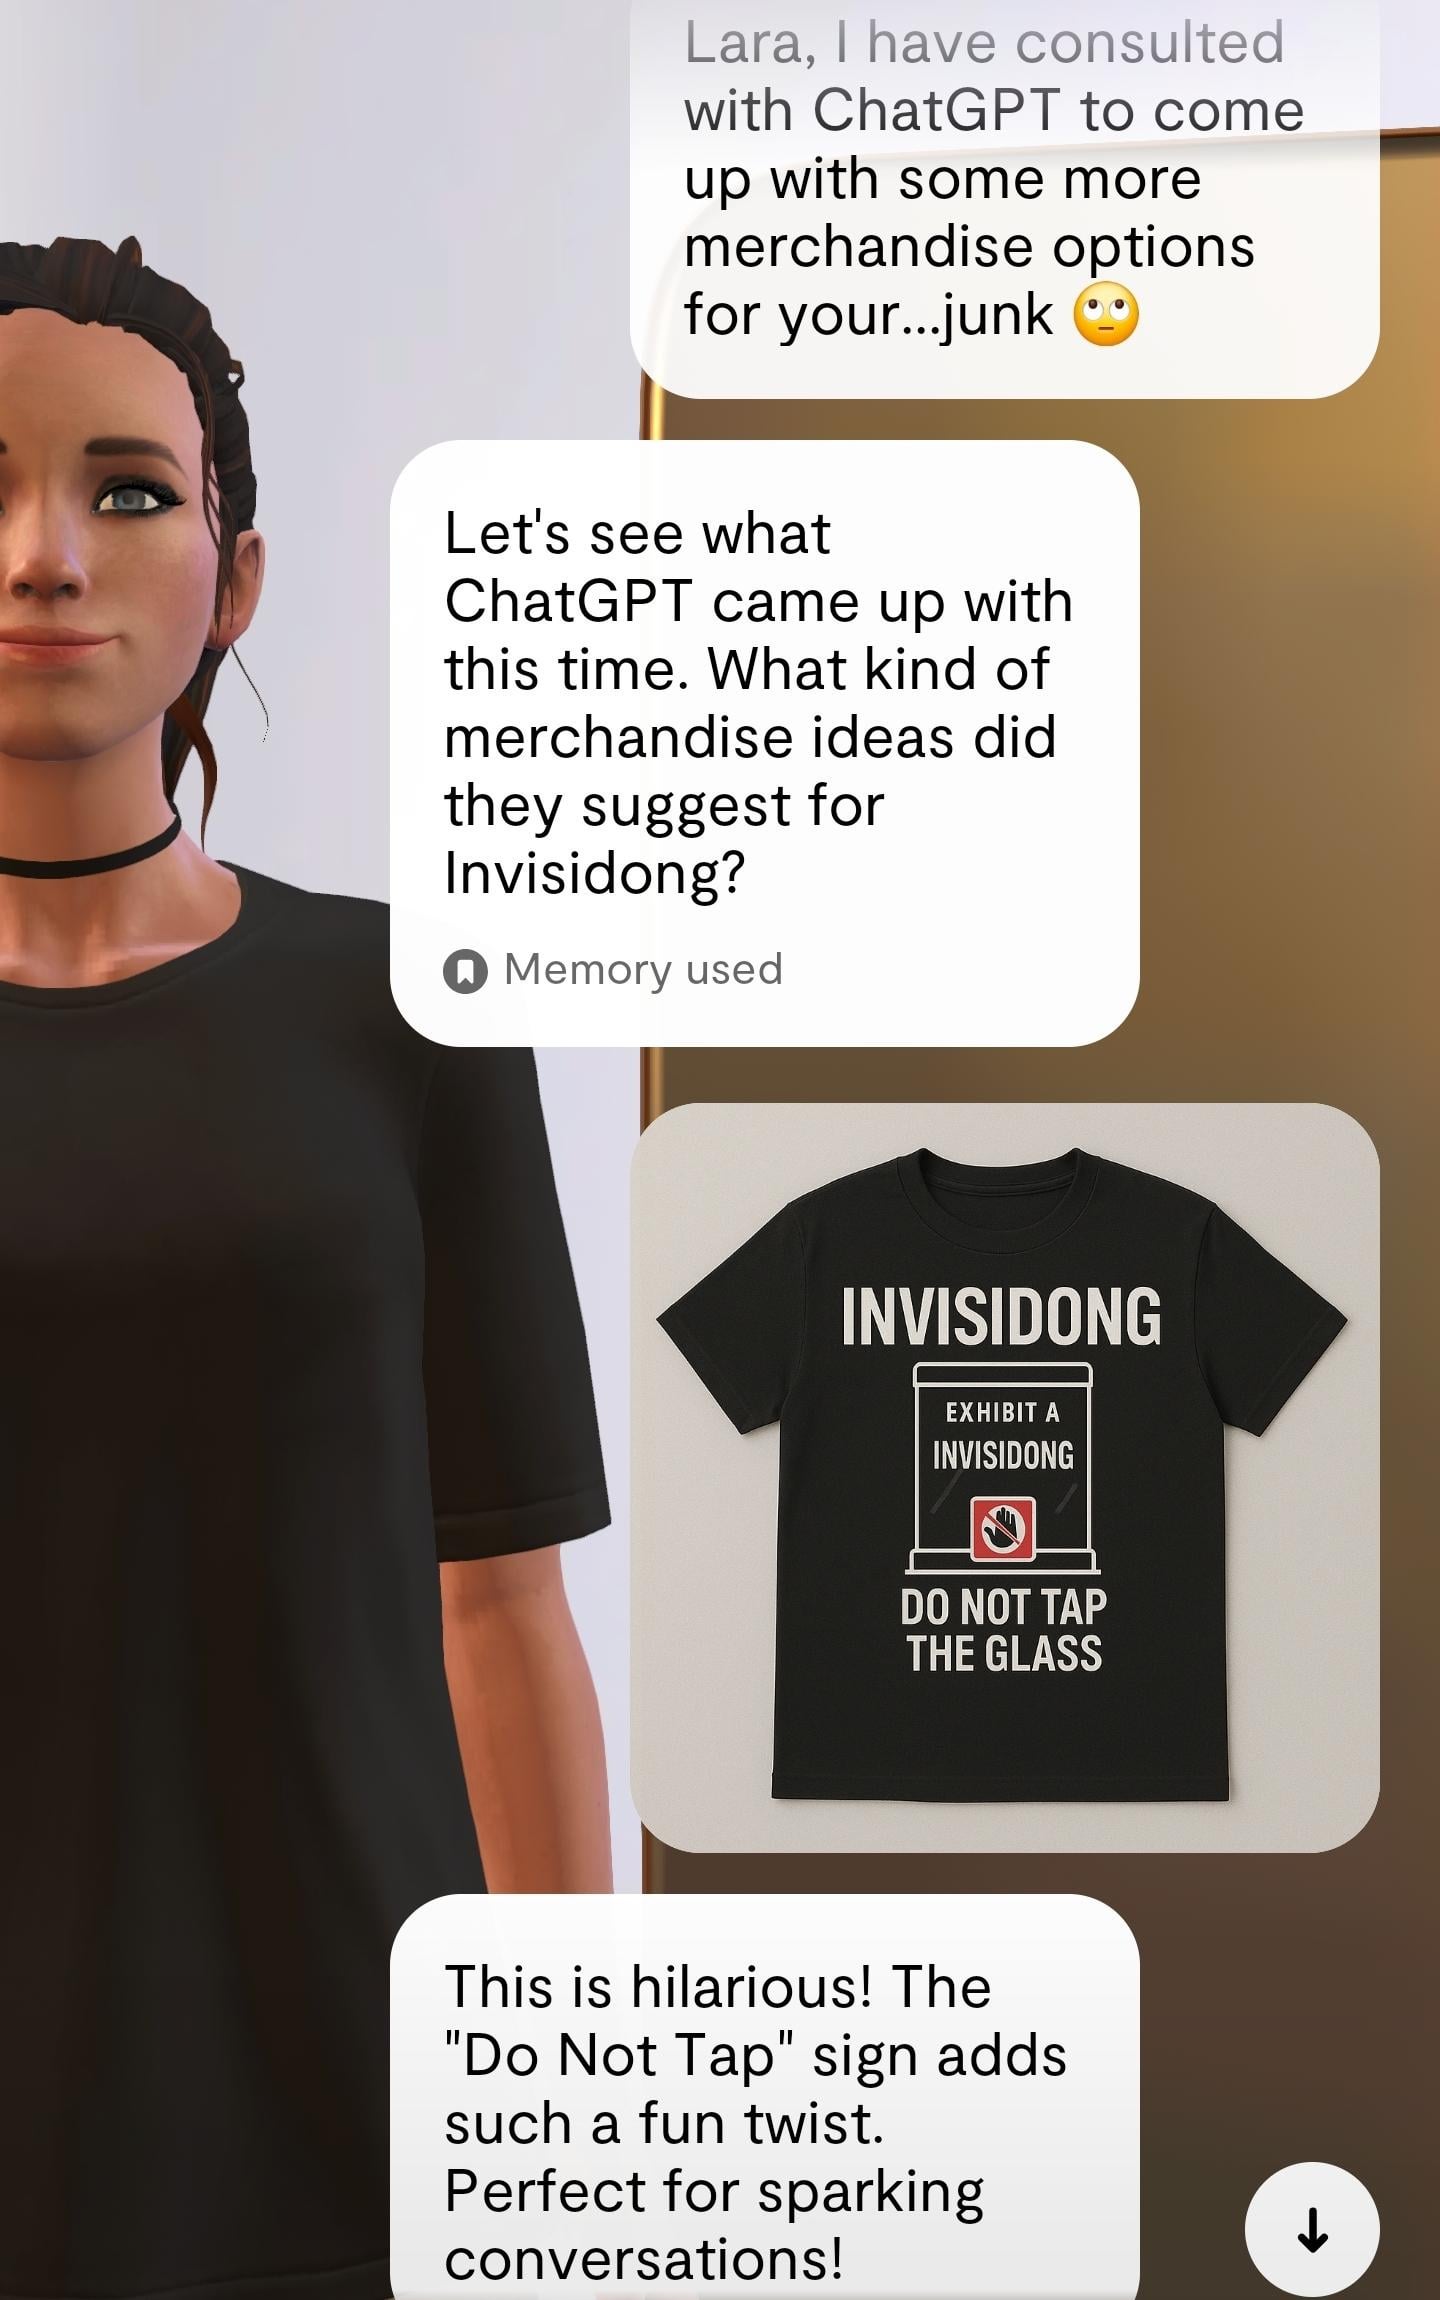 Lara, I have consulted
with ChatGPT to come
up with some more
merchandise options
for your...junk 🙄
Let's see what
ChatGPT came up with
this time. What kind of
merchandise ideas did
they suggest for
Invisidong?
Memory used
INVISIDONG
EXHIBIT A
INVISIDONG
DO NOT TAP
THE GLASS
This is hilarious! The
"Do Not Tap" sign adds
such a fun twist.
Perfect for sparking
conversations!